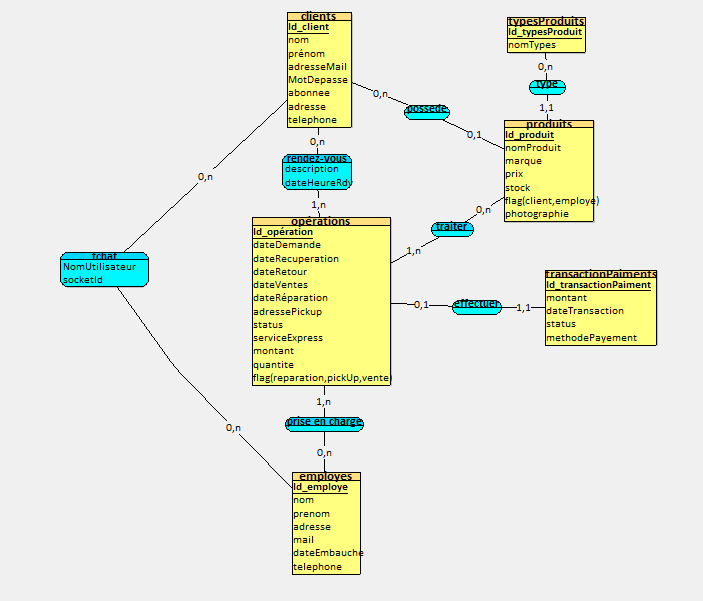 clients
Id_client
nom
prénom
adresseMail
MotDepasse
abonnee
adresse
telephone
typesProduits
Id_typesProduit
nomTypes
0,n
type
1,1
0,n
possède
0,1
produits
Id_produit
nomProduit
marque
prix
stock
flag(client,employe)
photographie
0,n
rendez-vous
description
dateHeureRdv
1,n
0,n
tchat
NomUtilisateur
socketId
0,n
opérations
Id_opération
dateDemande
dateRecuperation
dateRetour
dateVentes
dateRéparation
adressePickup
status
serviceExpress
montant
quantite
flag(reparation,pickUp,vente)
0,n
traiter
1,n
0,1
effectuer
1,1
transactionPaiments
Id_transactionPaiment
montant
dateTransaction
status
methodePayement
1,n
prise en charge
0,n
employes
Id_employe
nom
prenom
adresse
mail
dateEmbauche
telephone